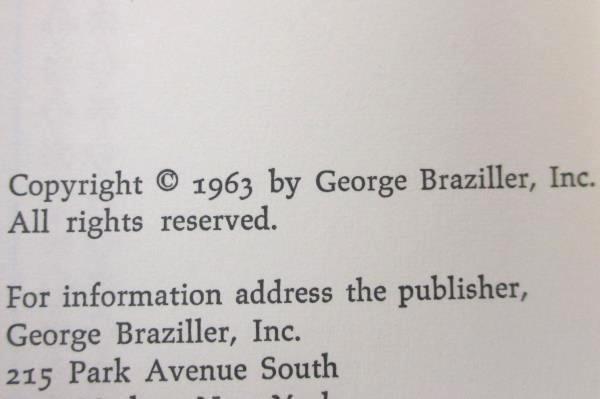 Copyright © 1963 by George Braziller, Inc.
All rights reserved.
For information address the publisher,
George Braziller, Inc.
215 Park Avenue South